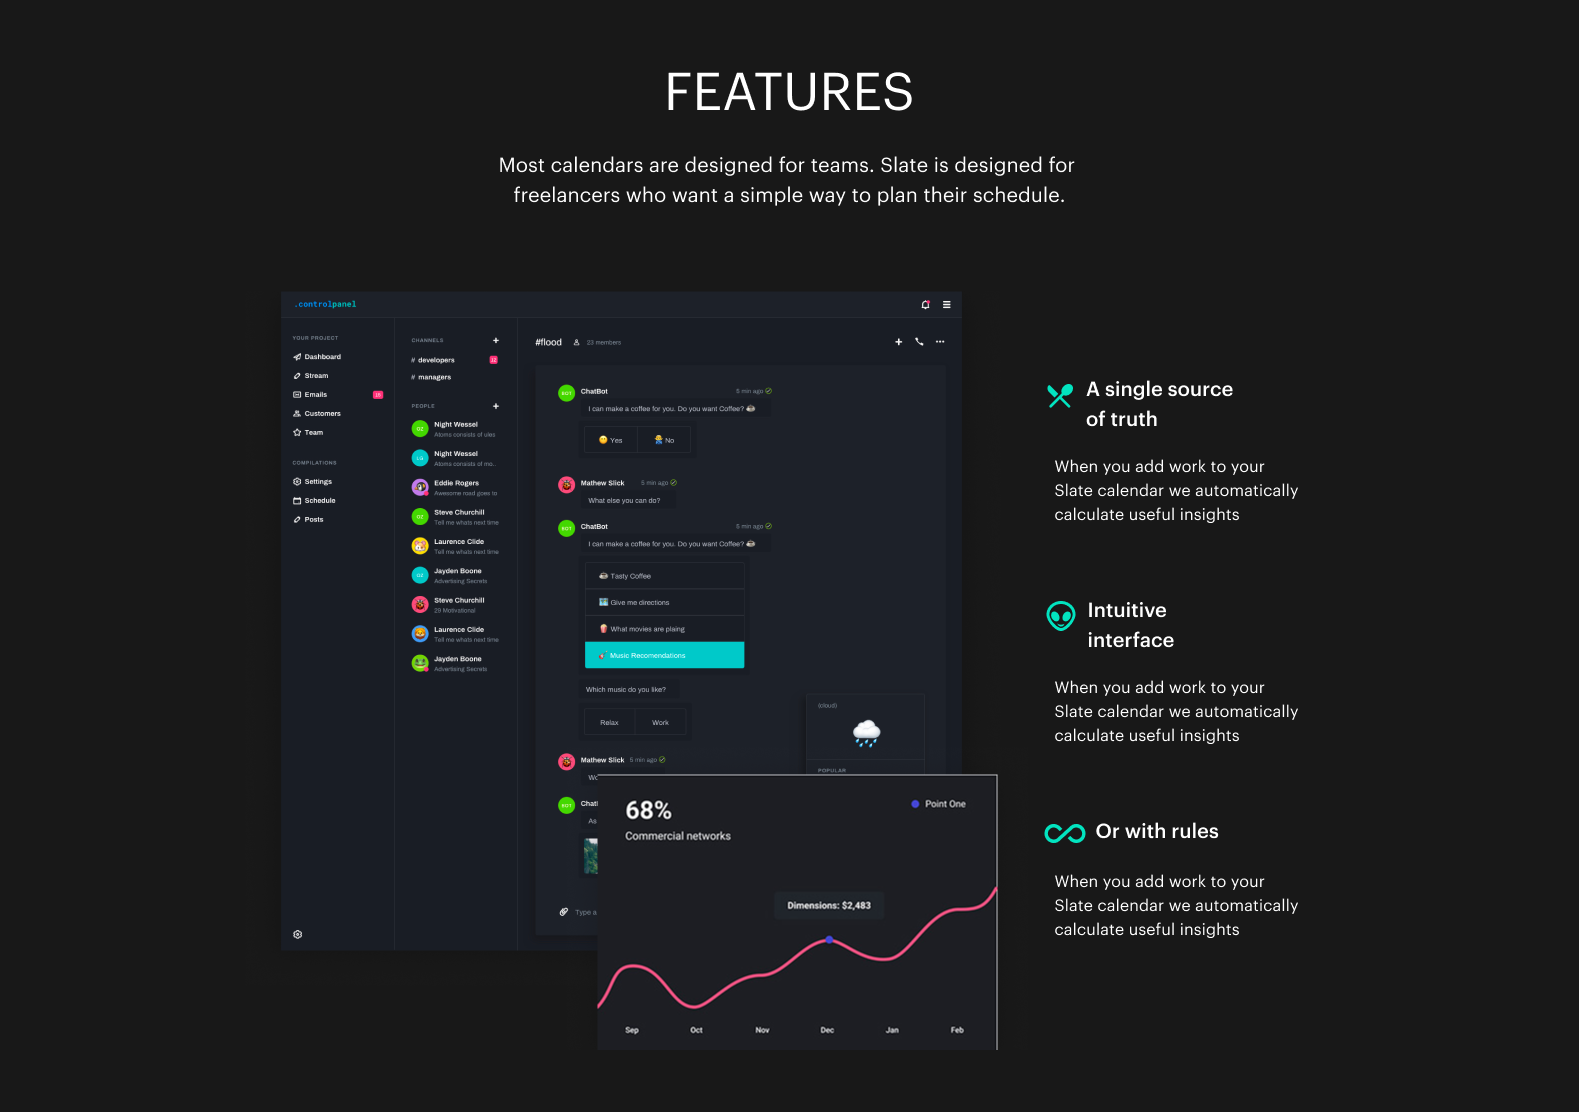 FEATURES
Most calendars are designed for teams. Slate is designed for
freelancers who want a simple way to plan their schedule.
.controlpanel
YOUR PROJECT
Dashboard
Stream
Emails
Customers
Team
COMPILATIONS
Settings
Schedule
Posts
CHANNELS
# developers 12
# managers
PEOPLE
OZ
Night Wessel
Atoms consists of ules
LG
Night Wessel
Atoms consists of mo..
Eddie Rogers
Awesome road goes to
OZ
Steve Churchill
Tell me whats next time
Laurence Clide
Tell me whats next time
OZ
Jayden Boone
Advertising Secrets
Steve Churchill
29 Motivational
Laurence Clide
Tell me whats next time
Jayden Boone
Advertising Secrets
#flood 23 members
BOT
ChatBot 5 min ago
I can make a coffee for you. Do you want Coffee?
Yes No
Mathew Slick 5 min ago
What else you can do?
BOT
ChatBot 5 min ago
I can make a coffee for you. Do you want Coffee?
Tasty Coffee
Give me directions
What movies are plaing
Music Recomendations
Which music do you like?
Relax Work
Mathew Slick 5 min ago
Wo
BOT
Chat
As
Type a
(cloud)
POPULAR
68%
Commercial networks
Point One
Dimensions: $2,483
Sep Oct Nov Dec Jan Feb
A single source
of truth
When you add work to your
Slate calendar we automatically
calculate useful insights
Intuitive
interface
When you add work to your
Slate calendar we automatically
calculate useful insights
Or with rules
When you add work to your
Slate calendar we automatically
calculate useful insights